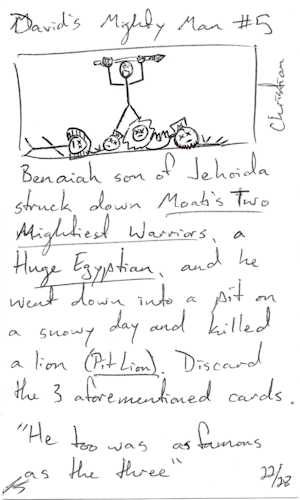 David's Mighty Man #5
Christian
Benaiah son of Jehoida
struck down Moab's Two
Mightiest Warriors, a
Huge Egyptian, and he
went down into a pit on
a snowy day and killed
a lion (Pit Lion). Discard
the 3 aforementioned cards.
"He too was as famous
as the three"
22/28